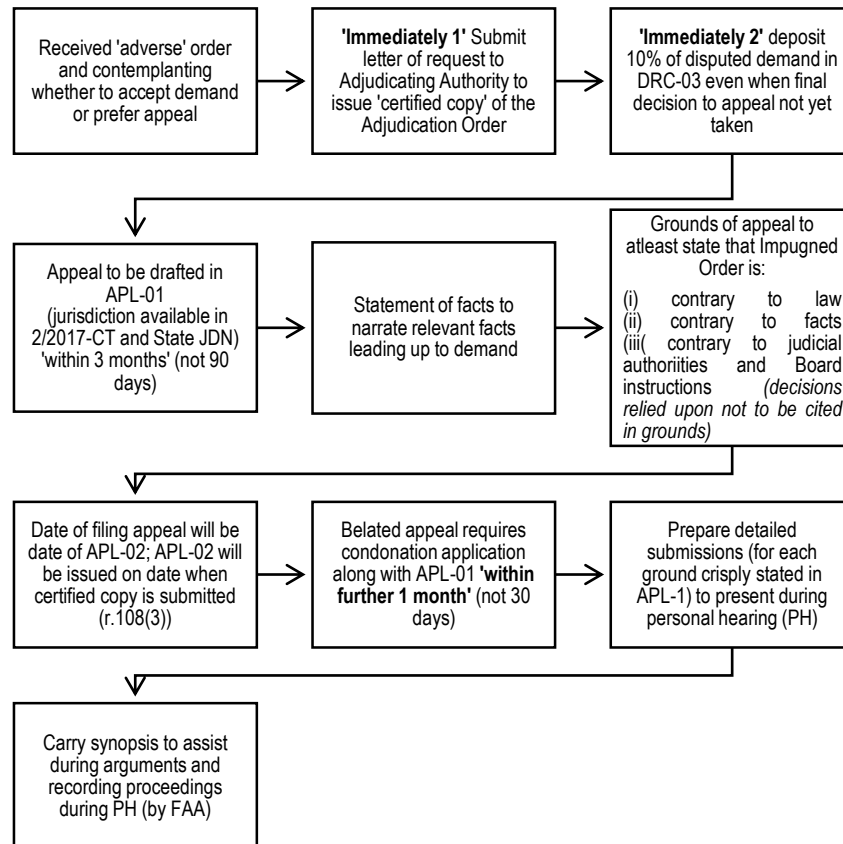 Received 'adverse' order
and contemplanting
whether to accept demand
or prefer appeal
'Immediately 1' Submit
letter of request to
Adjudicating Authority to
issue 'certified copy' of the
Adjudication Order
'Immediately 2' deposit
10% of disputed demand in
DRC-03 even when final
decision to appeal not yet
taken
Appeal to be drafted in
APL-01
(jurisdiction available in
2/2017-CT and State JDN)
'within 3 months' (not 90
days)
Statement of facts to
narrate relevant facts
leading up to demand
Grounds of appeal to
atleast state that Impugned
Order is:
(i) contrary to law
(ii) contrary to facts
(iii( contrary to judicial
authoriities and Board
instructions (decisions
relied upon not to be cited
in grounds)
Date of filing appeal will be
date of APL-02; APL-02 will
be issued on date when
certified copy is submitted
(r.108(3))
Belated appeal requires
condonation application
along with APL-01 'within
further 1 month' (not 30
days)
Prepare detailed
submissions (for each
ground crisply stated in
APL-1) to present during
personal hearing (PH)
Carry synopsis to assist
during arguments and
recording proceedings
during PH (by FAA)